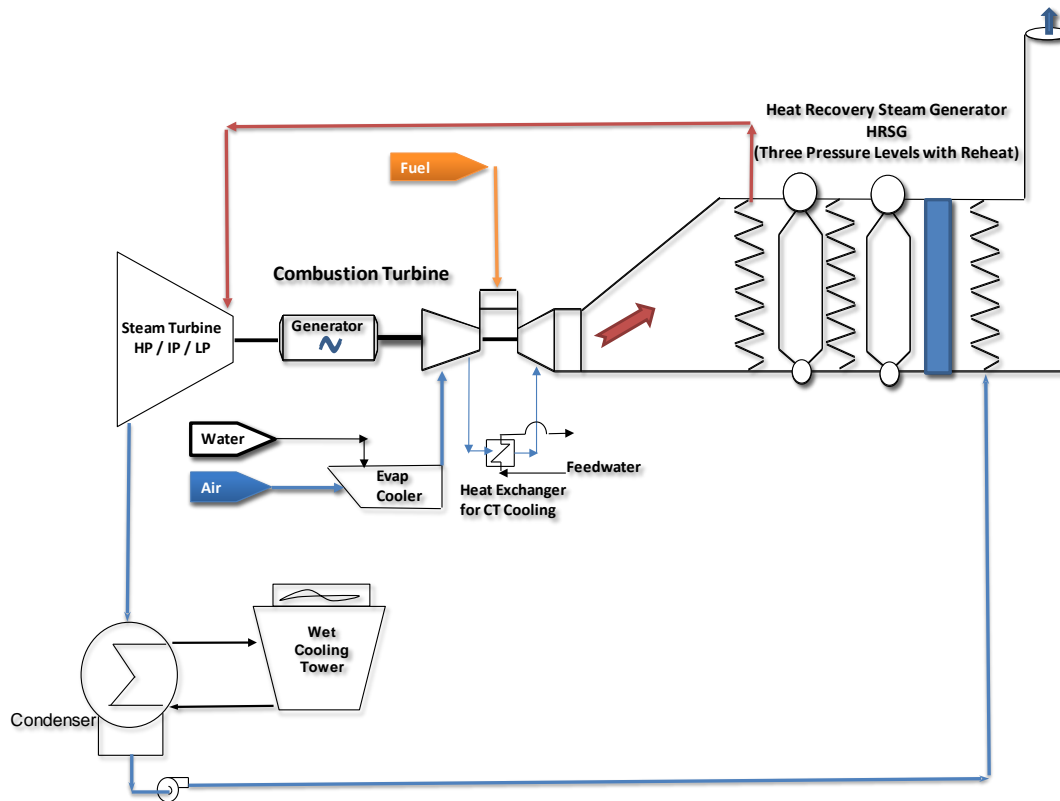 Heat Recovery Steam Generator
HRSG
(Three Pressure Levels with Reheat)
Fuel
Combustion Turbine
Steam Turbine
HP / IP / LP
Generator
Water
Air
Evap
Cooler
Feedwater
Heat Exchanger
for CT Cooling
Wet
Cooling
Tower
Condenser